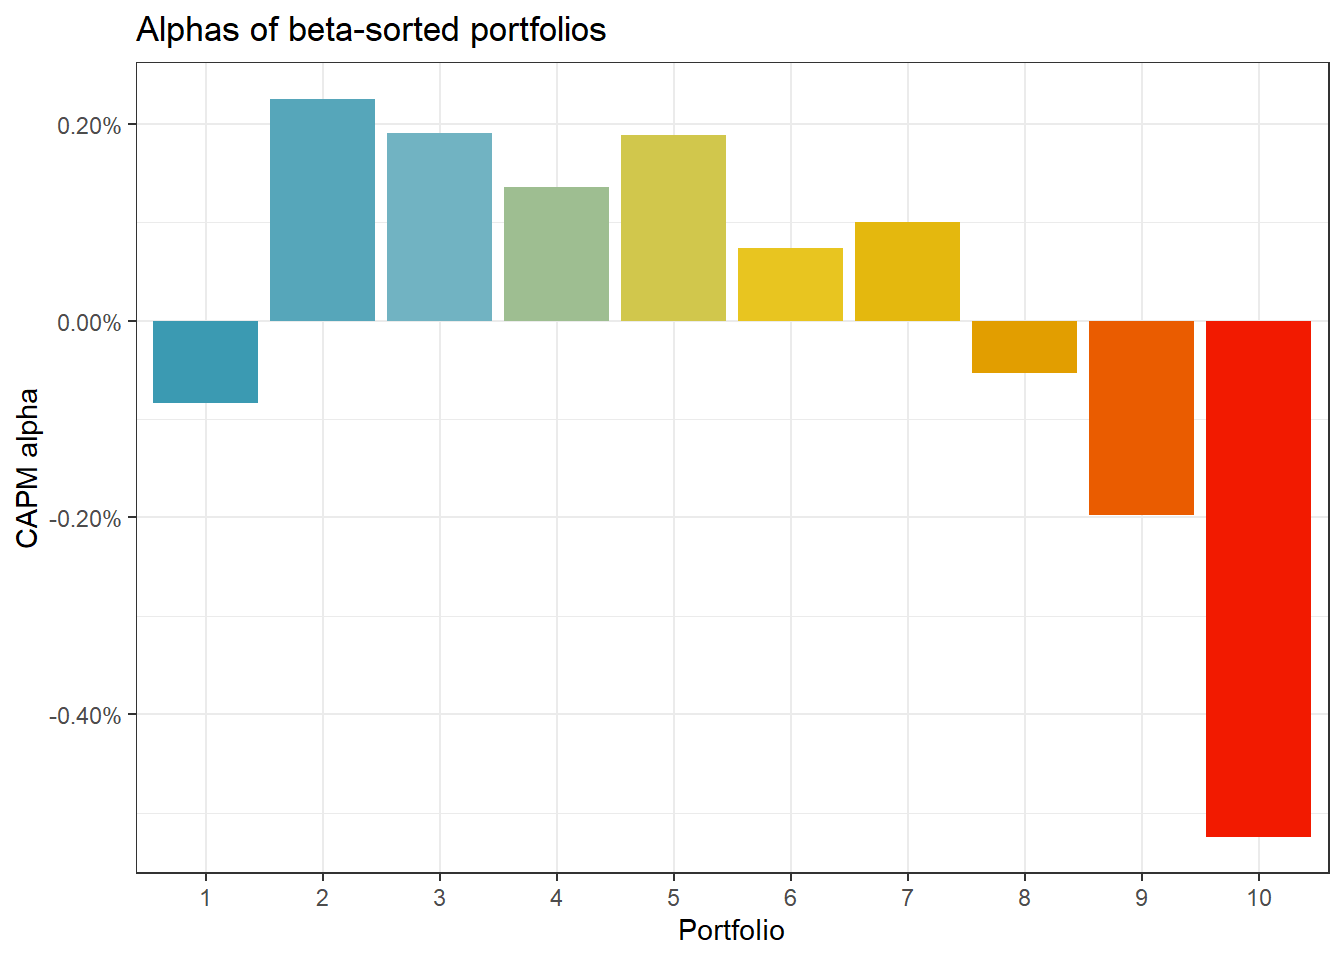 Alphas of beta-sorted portfolios
0.20%
0.00%
-0.20%
-0.40%
CAPM alpha
1 2 3 4 5 6 7 8 9 10
Portfolio